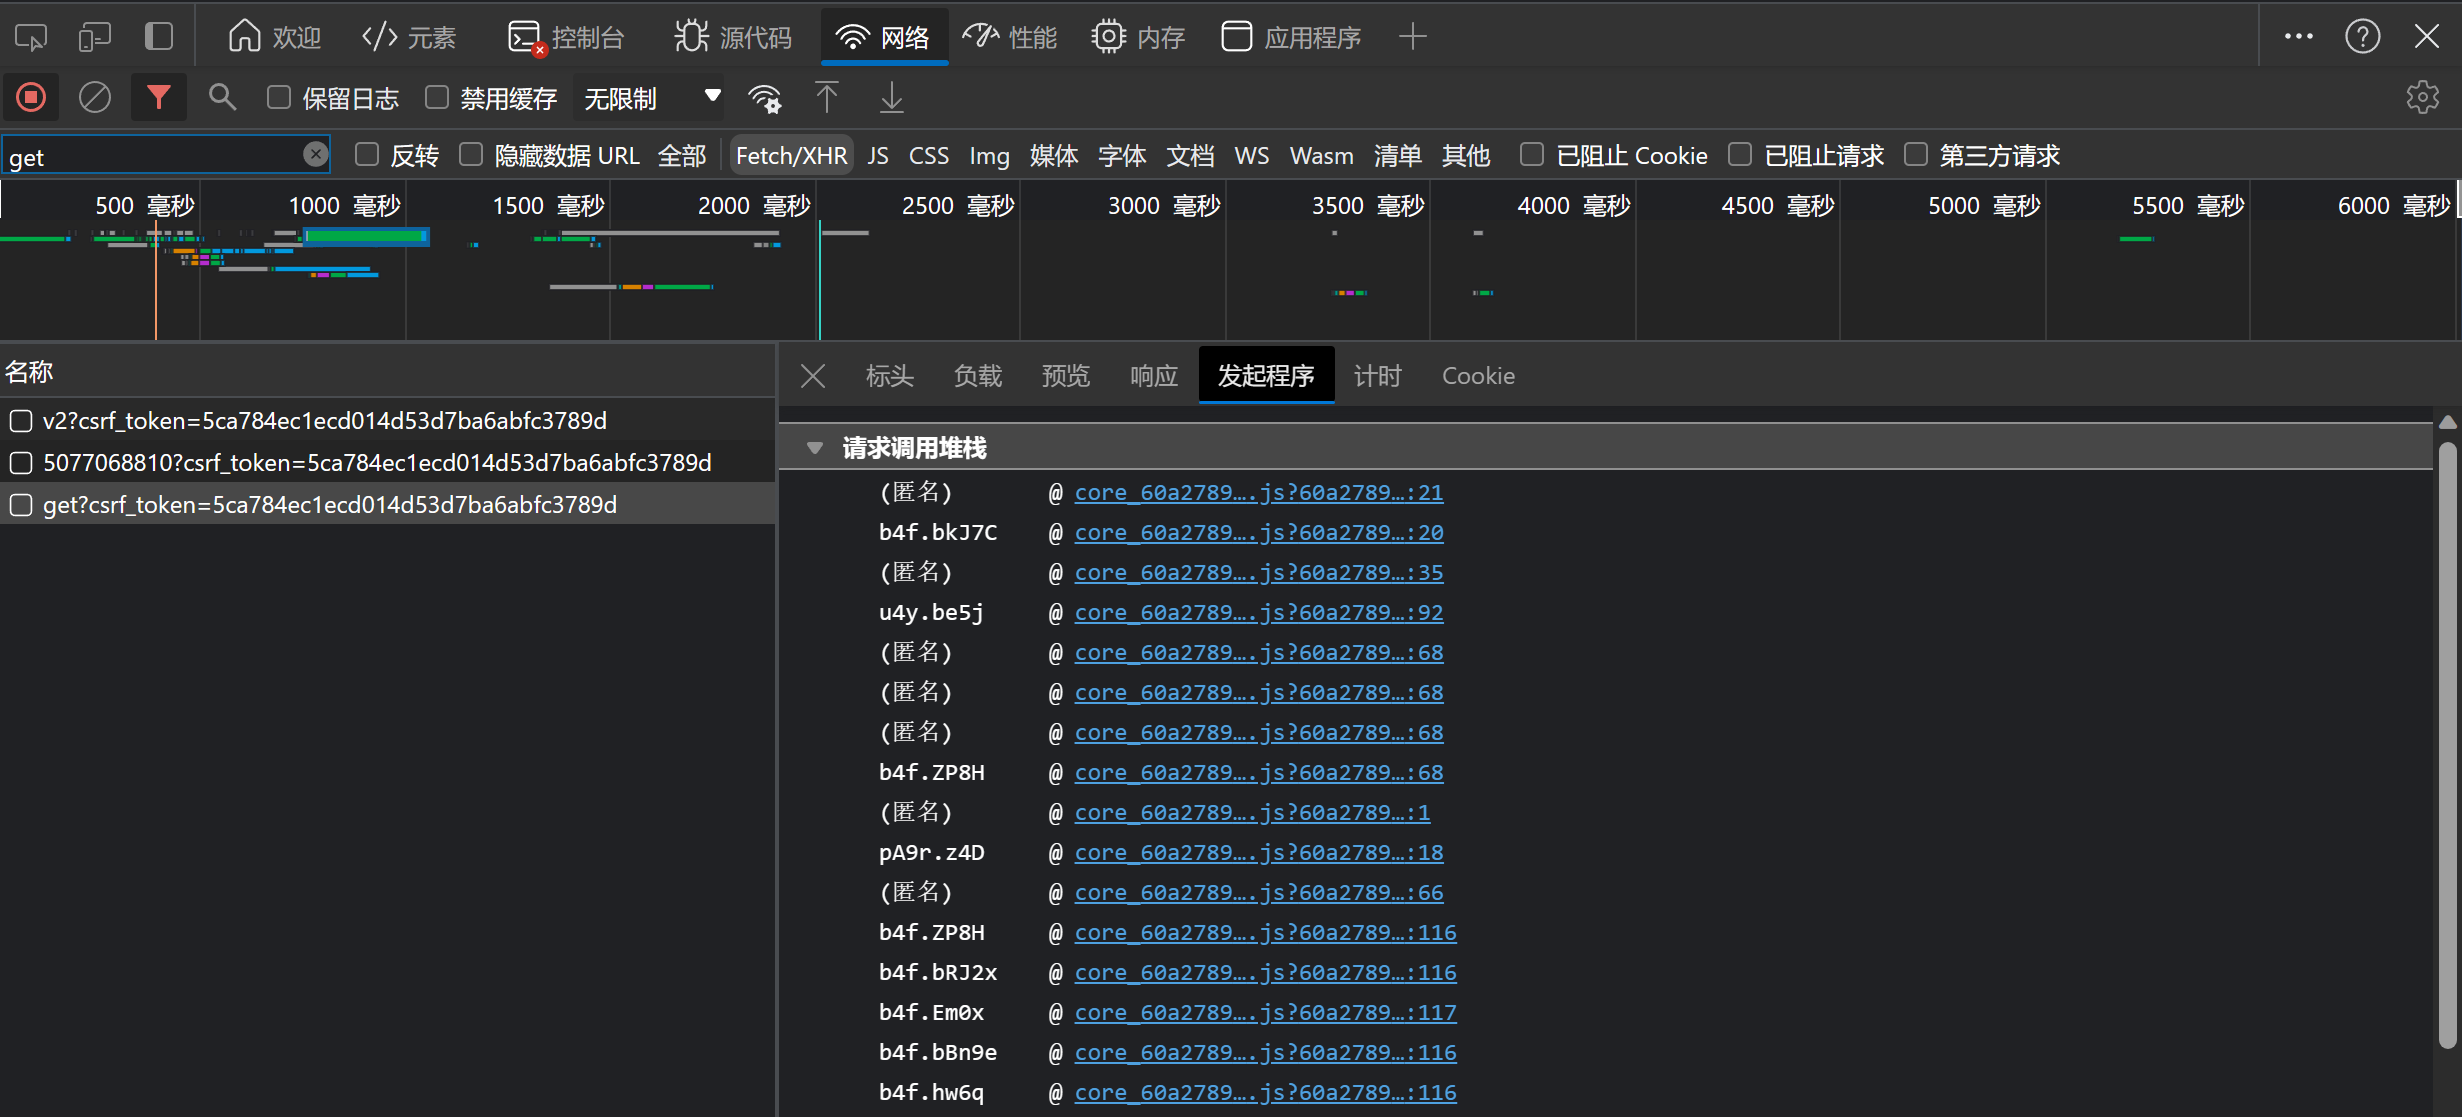 欢迎 元素 控制台 源代码 网络 性能 内存 应用程序
保留日志 禁用缓存 无限制
get 反转 隐藏数据 URL 全部 Fetch/XHR JS CSS Img 媒体 字体 文档 WS Wasm 清单 其他 已阻止 Cookie 已阻止请求 第三方请求
500 毫秒 1000 毫秒 1500 毫秒 2000 毫秒 2500 毫秒 3000 毫秒 3500 毫秒 4000 毫秒 4500 毫秒 5000 毫秒 5500 毫秒 6000 毫秒
名称
v2?csrf_token=5ca784ec1ecd014d53d7ba6abfc3789d
5077068810?csrf_token=5ca784ec1ecd014d53d7ba6abfc3789d
get?csrf_token=5ca784ec1ecd014d53d7ba6abfc3789d
标头 负载 预览 响应 发起程序 计时 Cookie
请求调用堆栈
(匿名) @ core_60a2789….js?60a2789…:21
b4f.bkJ7C @ core_60a2789….js?60a2789…:20
(匿名) @ core_60a2789….js?60a2789…:35
u4y.be5j @ core_60a2789….js?60a2789…:92
(匿名) @ core_60a2789….js?60a2789…:68
(匿名) @ core_60a2789….js?60a2789…:68
(匿名) @ core_60a2789….js?60a2789…:68
b4f.ZP8H @ core_60a2789….js?60a2789…:68
(匿名) @ core_60a2789….js?60a2789…:1
pA9r.z4D @ core_60a2789….js?60a2789…:18
(匿名) @ core_60a2789….js?60a2789…:66
b4f.ZP8H @ core_60a2789….js?60a2789…:116
b4f.bRJ2x @ core_60a2789….js?60a2789…:116
b4f.Em0x @ core_60a2789….js?60a2789…:117
b4f.bBn9e @ core_60a2789….js?60a2789…:116
b4f.hw6q @ core_60a2789….js?60a2789…:116